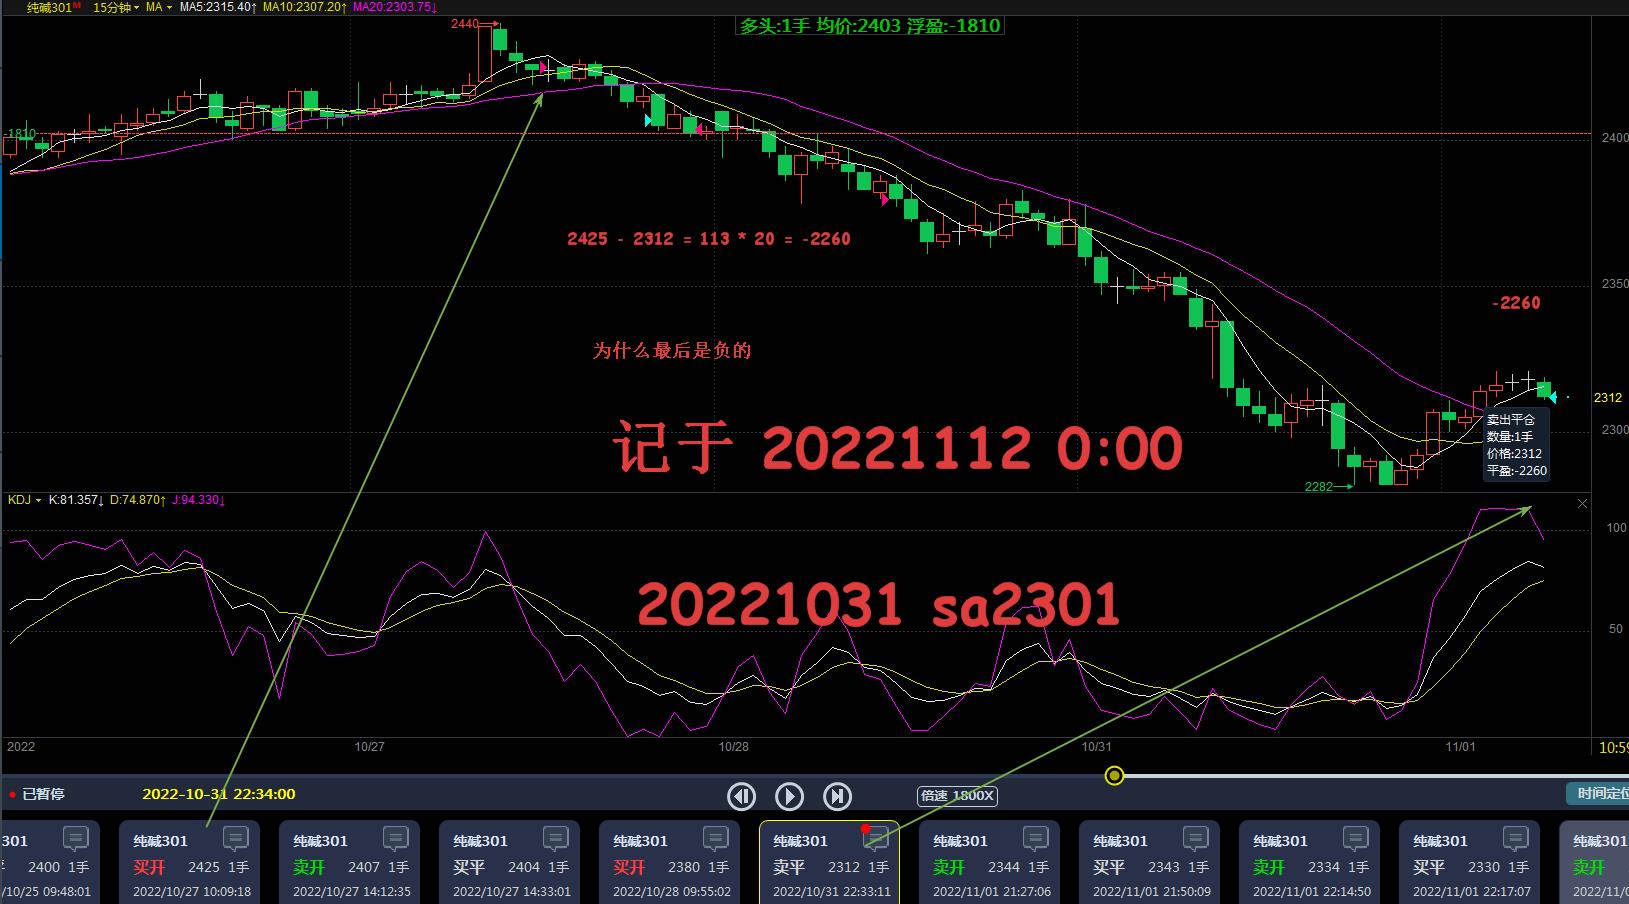 纯碱301M 15分钟 MA MA5:2315.40↑ MA10:2307.20↑ MA20:2303.75↓
多头:1手 均价:2403 浮盈:-1810
2440
-1810
2400
2425 - 2312 = 113 * 20 = -2260
2350
-2260
为什么最后是负的
2312
卖出平仓
数量:1手
价格:2312
平盈:-2260
2300
记于 20221112 0:00
2282
KDJ K:81.357↓ D:74.870↑ J:94.330↓
100
20221031 sa2301
50
2022 10/27 10/28 10/31 11/01 10:59
已暂停 2022-10-31 22:34:00 倍速 1800X 时间定位
301 纯碱301 纯碱301 纯碱301 纯碱301 纯碱301 纯碱301 纯碱301 纯碱301 纯碱301 纯碱301
2400 1手 买开 2425 1手 卖开 2407 1手 买平 2404 1手 买开 2380 1手 卖平 2312 1手 卖开 2344 1手 买平 2343 1手 卖开 2334 1手 买平 2330 1手 卖开
/10/25 09:48:01 2022/10/27 10:09:18 2022/10/27 14:12:35 2022/10/27 14:33:01 2022/10/28 09:55:02 2022/10/31 22:33:11 2022/11/01 21:27:06 2022/11/01 21:50:09 2022/11/01 22:14:50 2022/11/01 22:17:07 2022/11/0